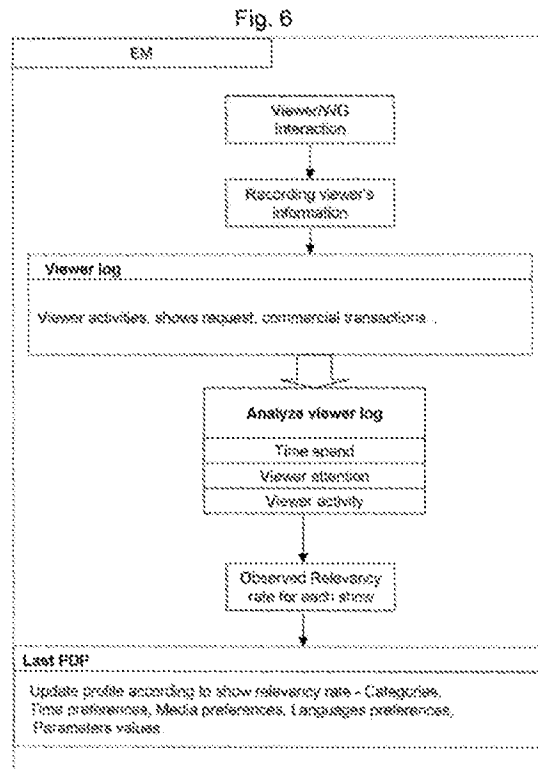 Fig. 6
EM
Viewer/WG
Interaction
Recording viewer's
information
Viewer log
Viewer activities, shows request, commercial transactions...
Analyze viewer log
Time spend
Viewer attention
Viewer activity
Observed Relevancy
rate for each show
Last PDP
Update profile according to show relevancy rate - Categories,
Time preferences, Media preferences, Languages preferences,
Parameters values